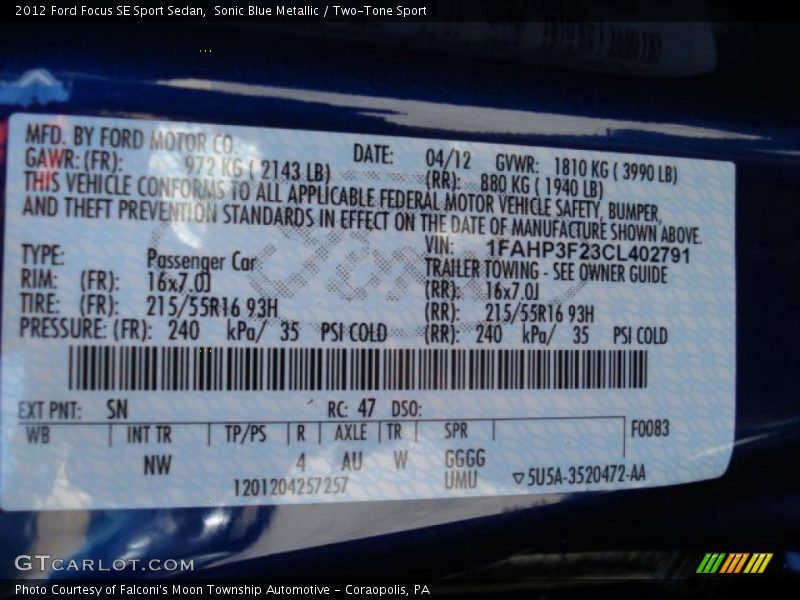 2012 Ford Focus SE Sport Sedan,  Sonic Blue Metallic / Two-Tone Sport
MFD. BY FORD MOTOR CO.
DATE: 04/12 GVWR: 1810 KG ( 3990 LB)
GAWR: (FR): 972 KG ( 2143 LB) (RR): 880 KG ( 1940 LB)
THIS VEHICLE CONFORMS TO ALL APPLICABLE FEDERAL MOTOR VEHICLE SAFETY, BUMPER,
AND THEFT PREVENTION STANDARDS IN EFFECT ON THE DATE OF MANUFACTURE SHOWN ABOVE.
VIN: 1FAHP3F23CL402791
TYPE: Passenger Car TRAILER TOWING - SEE OWNER GUIDE
RIM: (FR): 16x7.0J (RR): 16x7.0J
TIRE: (FR): 215/55R16 93H (RR): 215/55R16 93H
PRESSURE: (FR): 240 kPa/ 35 PSI COLD (RR): 240 kPa/ 35 PSI COLD
EXT PNT: SN RC: 47 DSO:
WB INT TR TP/PS R AXLE TR SPR F0083
NW 4 AU W GGGG
UMU ▽5U5A-3520472-AA
1201204257257
GTCARLOT.COM
Photo Courtesy of Falconi's Moon Township Automotive - Coraopolis, PA